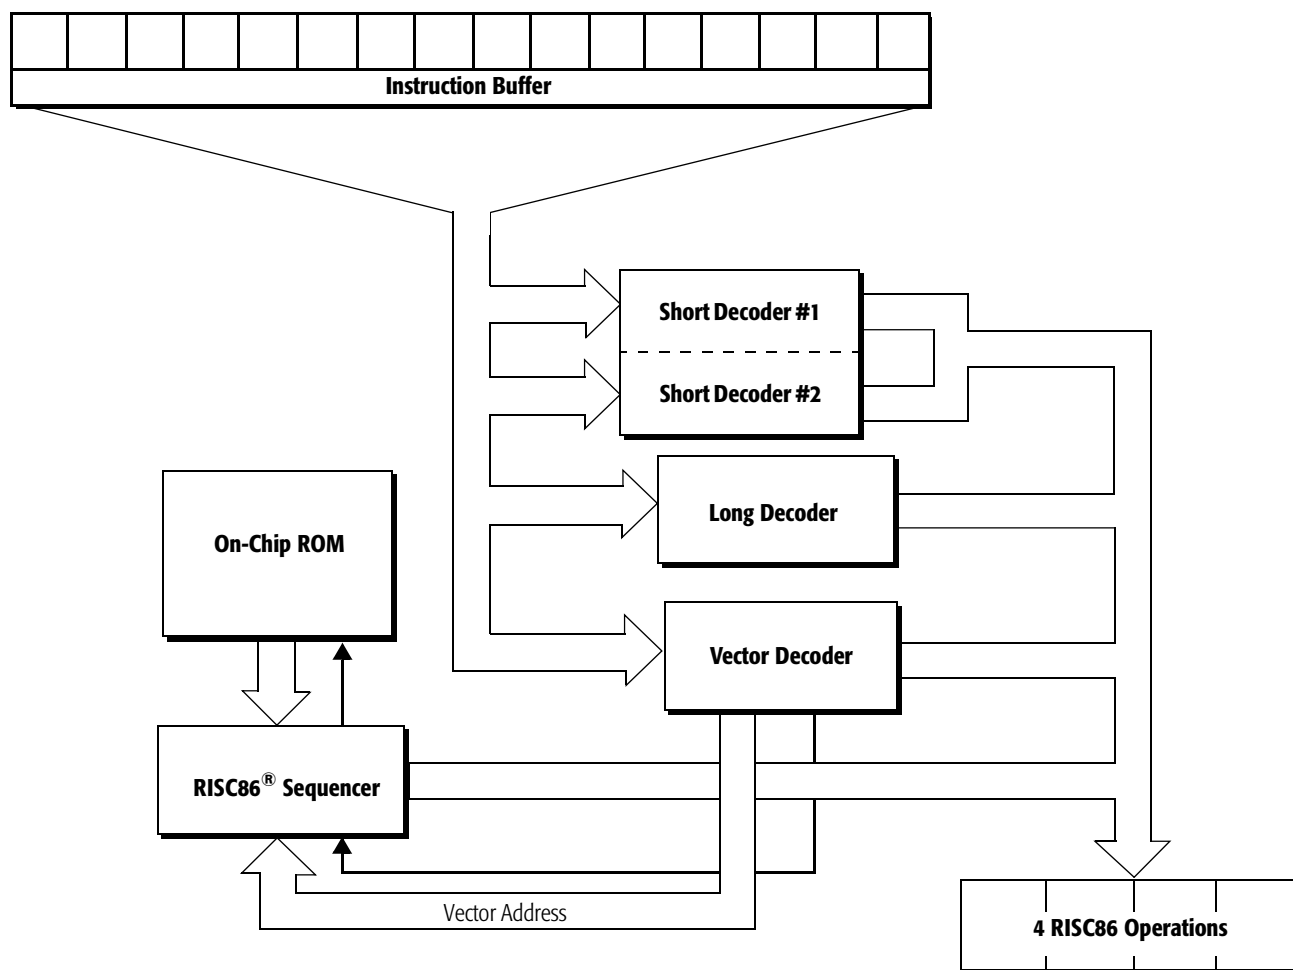 Instruction Buffer
Short Decoder #1
Short Decoder #2
Long Decoder
On-Chip ROM
Vector Decoder
RISC86® Sequencer
Vector Address
4 RISC86 Operations